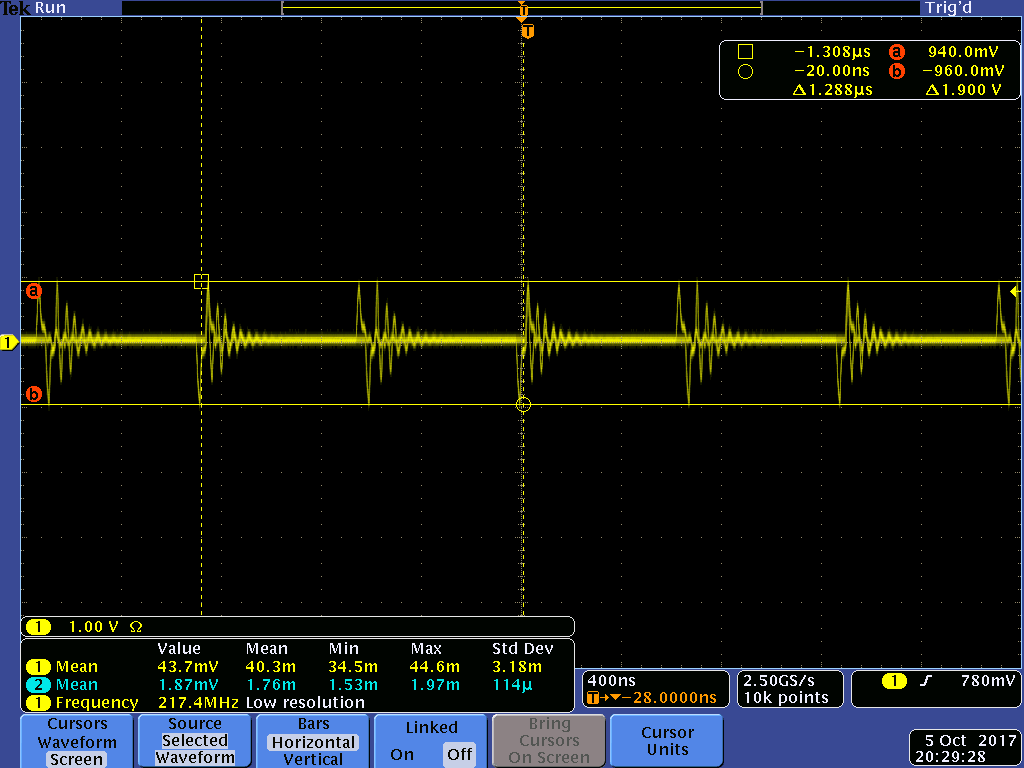 Tek Run Trig'd
T
T
−1.308µs a 940.0mV
−20.00ns b −960.0mV
Δ1.288µs Δ1.900 V
a
1
b
1 1.00 V Ω
Value Mean Min Max Std Dev
1 Mean 43.7mV 40.3m 34.5m 44.6m 3.18m
2 Mean 1.87mV 1.76m 1.53m 1.97m 114µ
1 Frequency 217.4MHz Low resolution
400ns
T→▼−28.0000ns
2.50GS/s
10k points
1 780mV
Cursors
Waveform
Screen
Source
Selected
Waveform
Bars
Horizontal
Vertical
Linked
On Off
Bring
Cursors
On Screen
Cursor
Units
5 Oct 2017
20:29:28